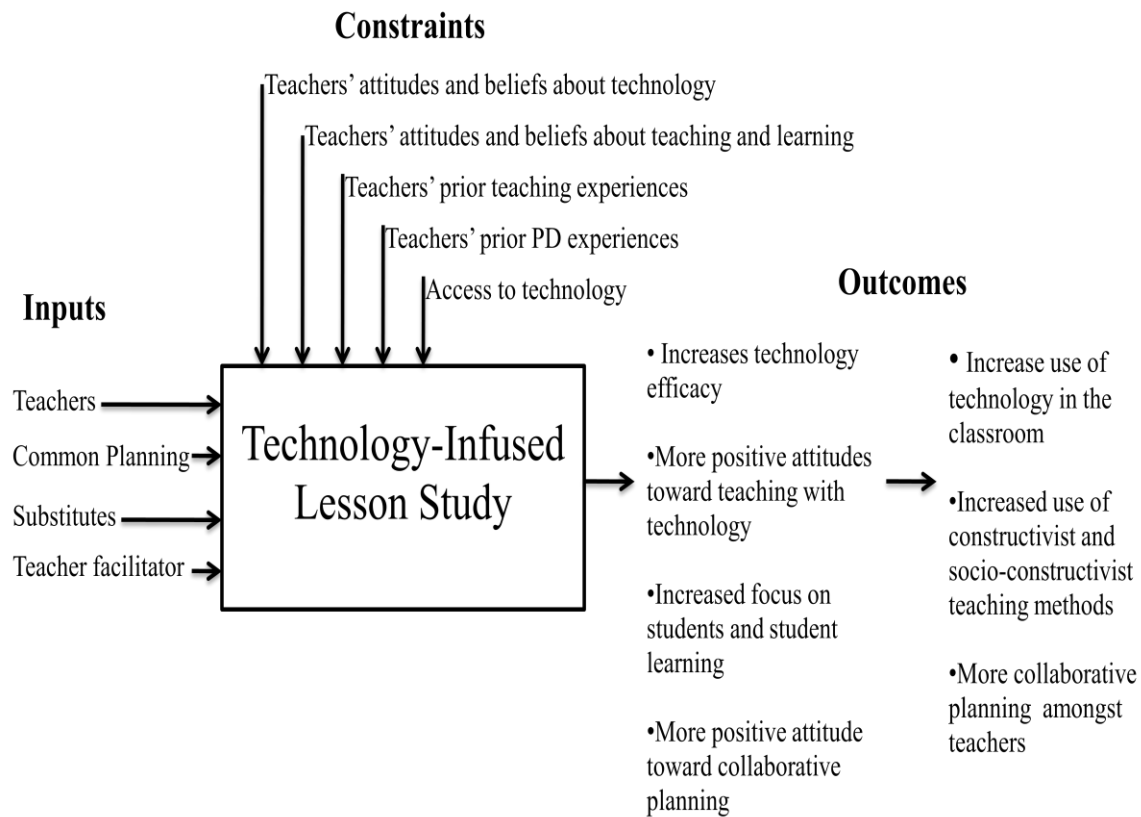 Constraints
Teachers’ attitudes and beliefs about technology
Teachers’ attitudes and beliefs about teaching and learning
Teachers’ prior teaching experiences
Teachers’ prior PD experiences
Access to technology
Inputs
Teachers
Common Planning
Substitutes
Teacher facilitator
Technology-Infused
Lesson Study
Outcomes
• Increases technology
efficacy
•More positive attitudes
toward teaching with
technology
•Increased focus on
students and student
learning
•More positive attitude
toward collaborative
planning
• Increase use of
technology in the
classroom
•Increased use of
constructivist and
socio-constructivist
teaching methods
•More collaborative
planning amongst
teachers